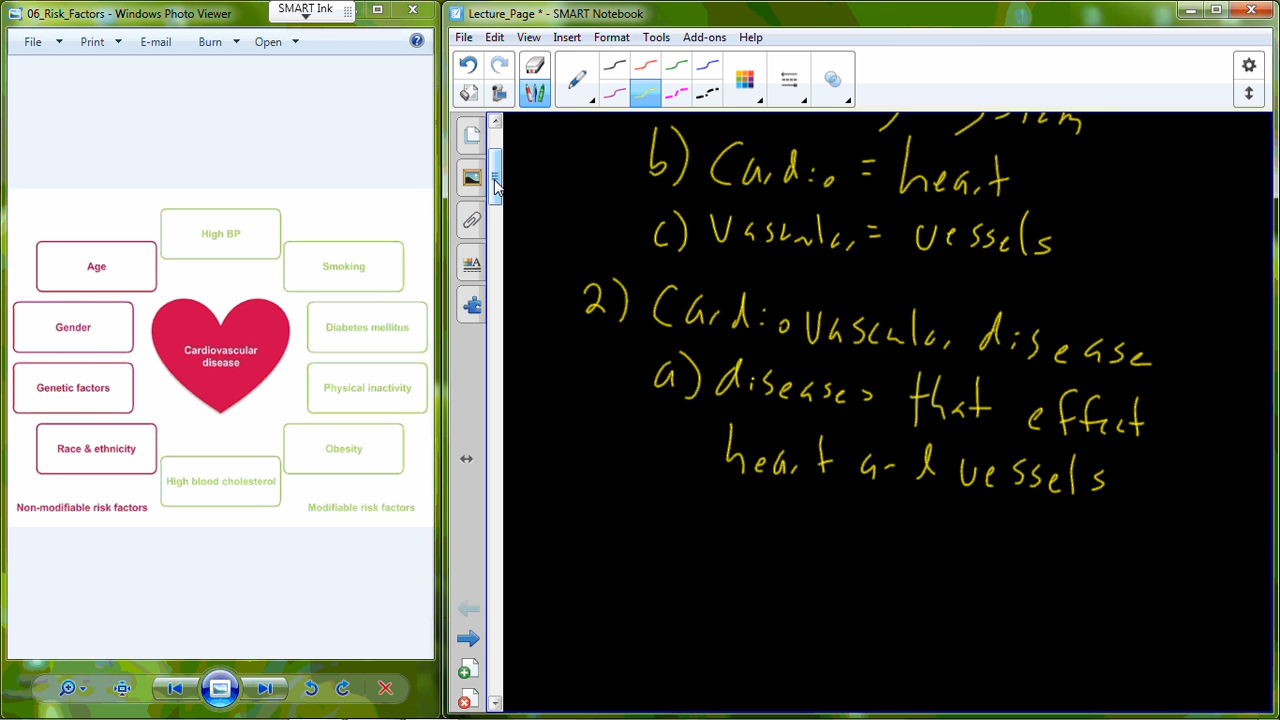 06_Risk_Factors - Windows Photo Viewer
SMART Ink
File Print E-mail Burn Open
High BP
Age
Smoking
Gender
Diabetes mellitus
Cardiovascular
disease
Genetic factors
Physical inactivity
Race & ethnicity
Obesity
High blood cholesterol
Non-modifiable risk factors
Modifiable risk factors
Lecture_Page * - SMART Notebook
File Edit View Insert Format Tools Add-ons Help
b) Cardio = heart
c) Vascular = vessels
2) Cardiovascular disease
a) diseases that effect
heart and vessels